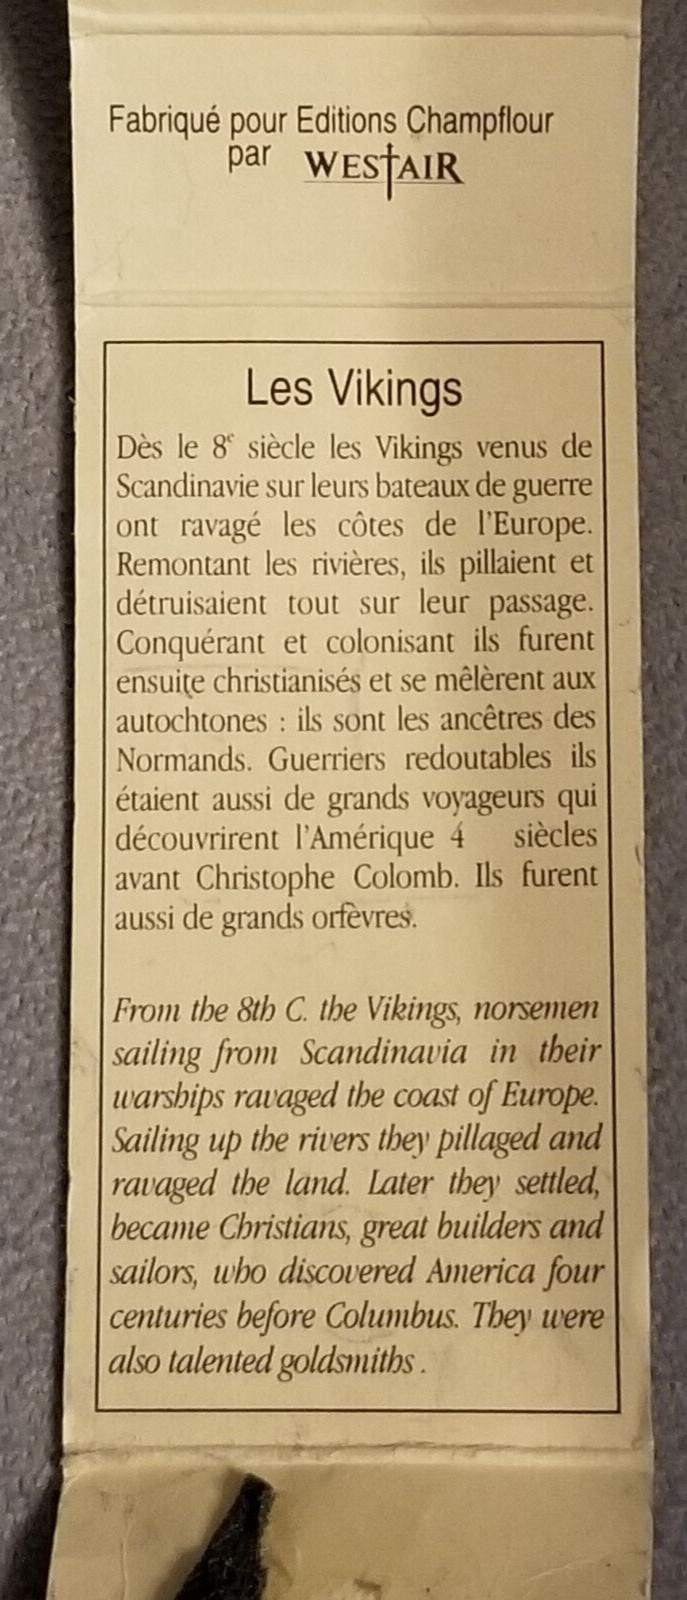 Fabriqué pour Editions Champflour
par WESTAIR
Les Vikings
Dès le 8e siècle les Vikings venus de
Scandinavie sur leurs bateaux de guerre
ont ravagé les côtes de l'Europe.
Remontant les rivières, ils pillaient et
détruisaient tout sur leur passage.
Conquérant et colonisant ils furent
ensuite christianisés et se mêlèrent aux
autochtones : ils sont les ancêtres des
Normands. Guerriers redoutables ils
étaient aussi de grands voyageurs qui
découvrirent l'Amérique 4 siècles
avant Christophe Colomb. Ils furent
aussi de grands orfèvres.
From the 8th C. the Vikings, norsemen
sailing from Scandinavia in their
warships ravaged the coast of Europe.
Sailing up the rivers they pillaged and
ravaged the land. Later they settled,
became Christians, great builders and
sailors, who discovered America four
centuries before Columbus. They were
also talented goldsmiths .